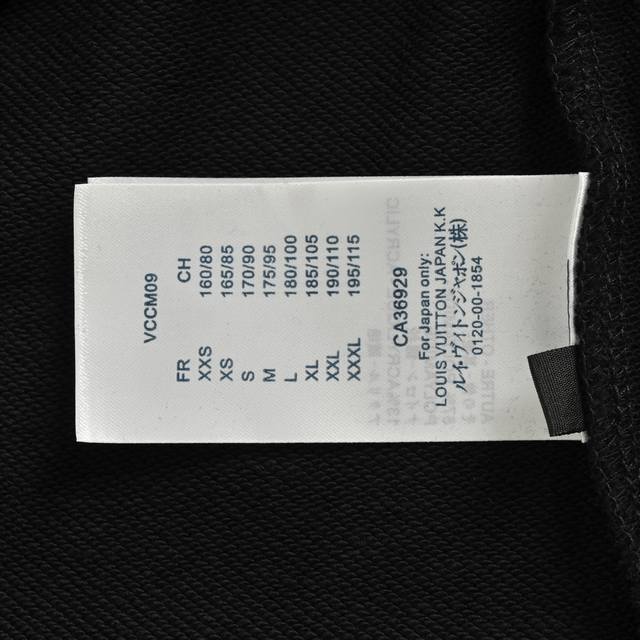 VCCM09
FR CH
XXS 160/80
XS 165/85
S 170/90
M 175/95
L 180/100
XL 185/105
XXL 190/110
XXXL 195/115
CA36929
For Japan only:
LOUIS VUITTON JAPAN K.K
ルイ・ヴィトンジャパン(株)
0120-00-1854